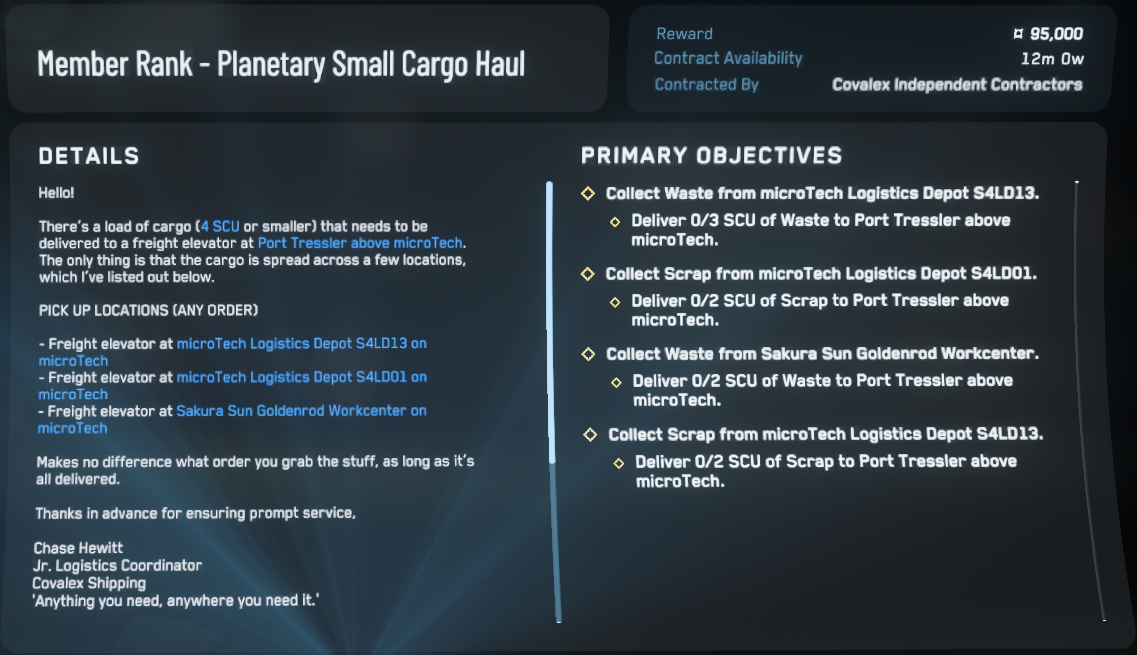 Member Rank - Planetary Small Cargo Haul
Reward ¤ 95,000
Contract Availability 12m 0w
Contracted By Covalex Independent Contractors
DETAILS
Hello!
There's a load of cargo (4 SCU or smaller) that needs to be
delivered to a freight elevator at Port Tressler above microTech.
The only thing is that the cargo is spread across a few locations,
which I've listed out below.
PICK UP LOCATIONS (ANY ORDER)
- Freight elevator at microTech Logistics Depot S4LD13 on
microTech
- Freight elevator at microTech Logistics Depot S4LD01 on
microTech
- Freight elevator at Sakura Sun Goldenrod Workcenter on
microTech
Makes no difference what order you grab the stuff, as long as it's
all delivered.
Thanks in advance for ensuring prompt service,
Chase Hewitt
Jr. Logistics Coordinator
Covalex Shipping
'Anything you need, anywhere you need it.'
PRIMARY OBJECTIVES
Collect Waste from microTech Logistics Depot S4LD13.
Deliver 0/3 SCU of Waste to Port Tressler above
microTech.
Collect Scrap from microTech Logistics Depot S4LD01.
Deliver 0/2 SCU of Scrap to Port Tressler above
microTech.
Collect Waste from Sakura Sun Goldenrod Workcenter.
Deliver 0/2 SCU of Waste to Port Tressler above
microTech.
Collect Scrap from microTech Logistics Depot S4LD13.
Deliver 0/2 SCU of Scrap to Port Tressler above
microTech.